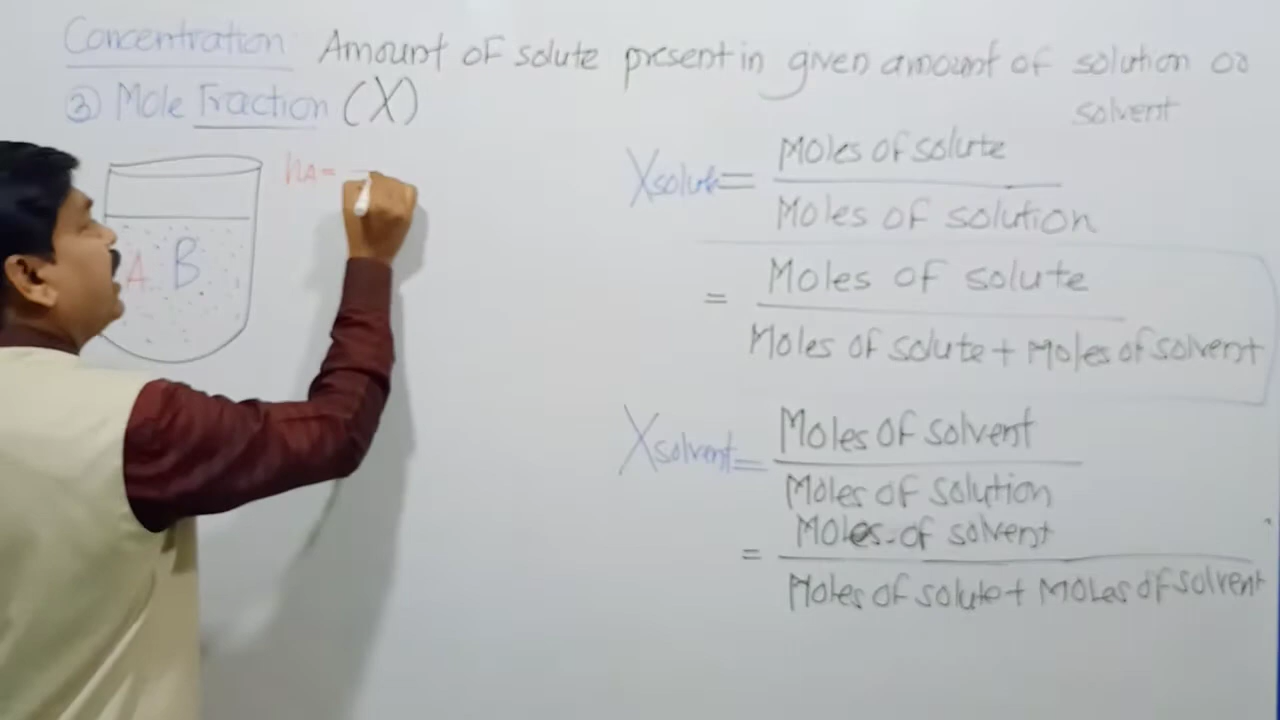 Concentration Amount of solute present in given amount of solution or
solvent
③ Mole Fraction (X)
A B
nA=
Xsolute= Moles of solute
Moles of solution
= Moles of solute
Moles of solute + Moles of solvent
Xsolvent= Moles of solvent
Moles of solution
= Moles of solvent
Moles of solute + Moles of solvent